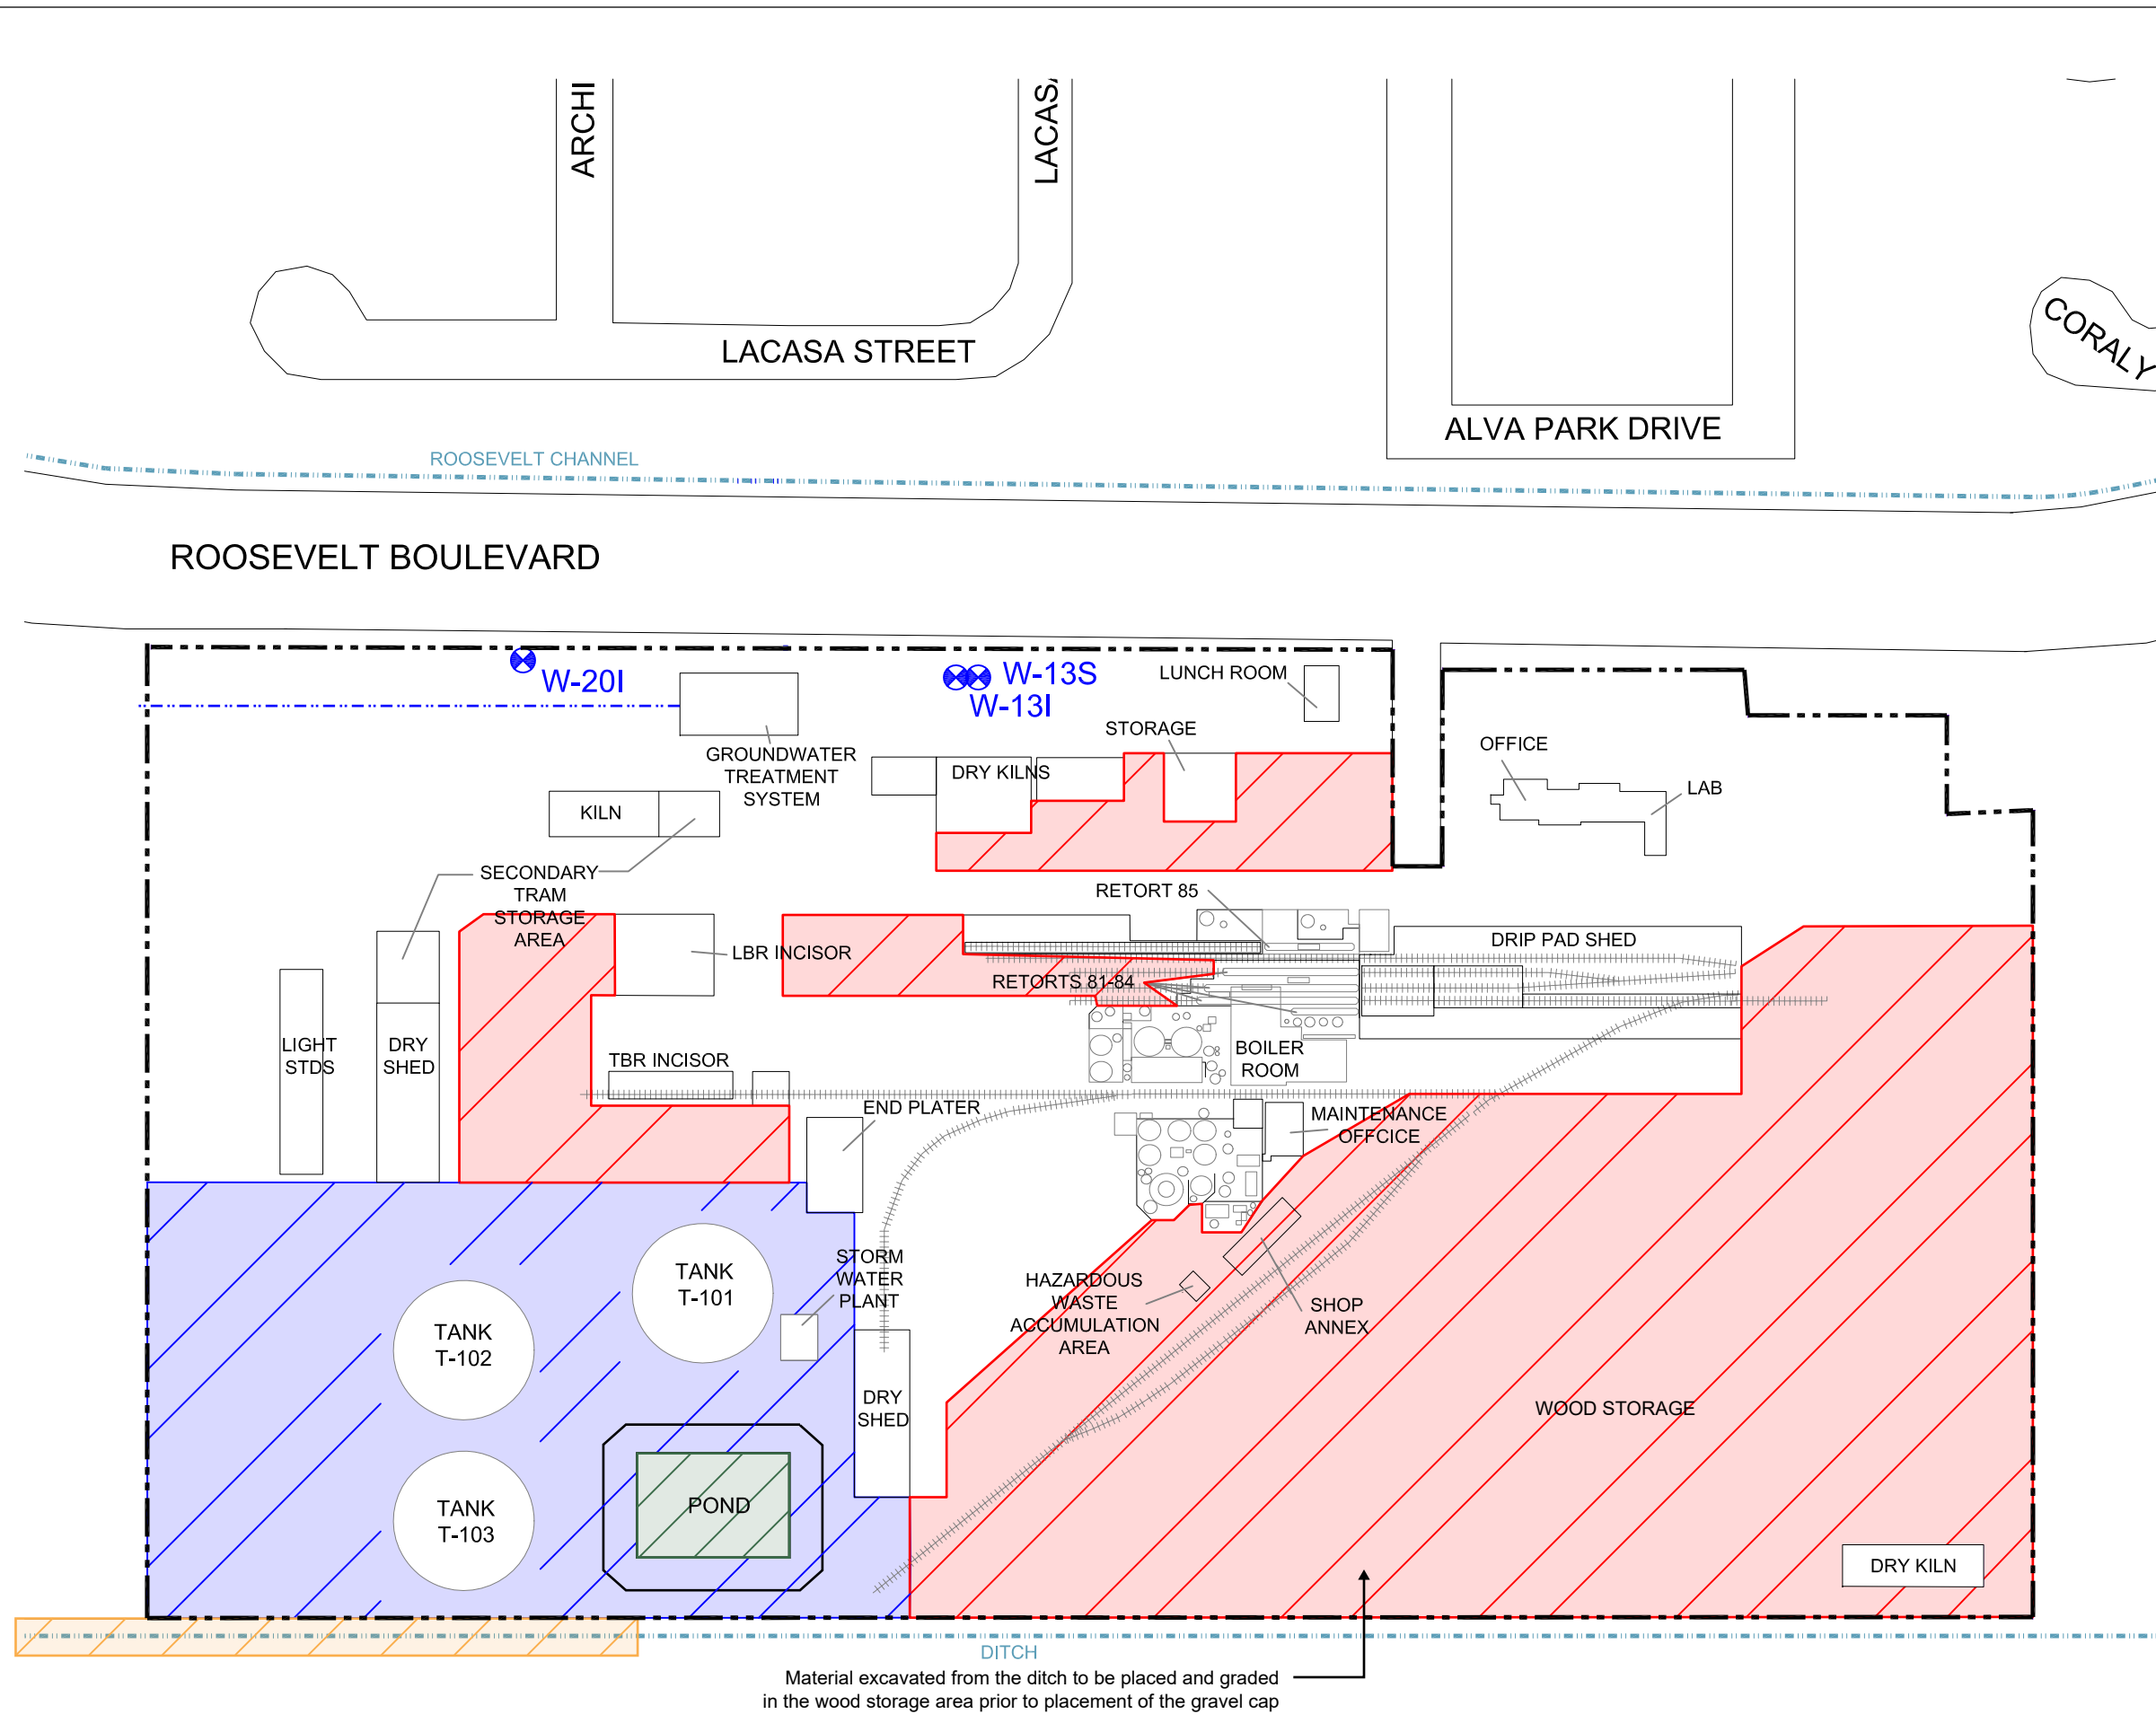 ARCHI
LACASA
LACASA STREET
CORALY
ALVA PARK DRIVE
ROOSEVELT CHANNEL
ROOSEVELT BOULEVARD
W-20I
W-13S
W-13I
LUNCH ROOM
STORAGE
GROUNDWATER
TREATMENT
SYSTEM
DRY KILNS
OFFICE
LAB
KILN
SECONDARY
TRAM
STORAGE
AREA
RETORT 85
LBR INCISOR
DRIP PAD SHED
RETORTS 81-84
LIGHT
STDS
DRY
SHED
TBR INCISOR
BOILER
ROOM
END PLATER
MAINTENANCE
OFFCICE
TANK
T-101
STORM
WATER
PLANT
HAZARDOUS
WASTE
ACCUMULATION
AREA
SHOP
ANNEX
TANK
T-102
DRY
SHED
WOOD STORAGE
POND
TANK
T-103
DRY KILN
DITCH
Material excavated from the ditch to be placed and graded
in the wood storage area prior to placement of the gravel cap